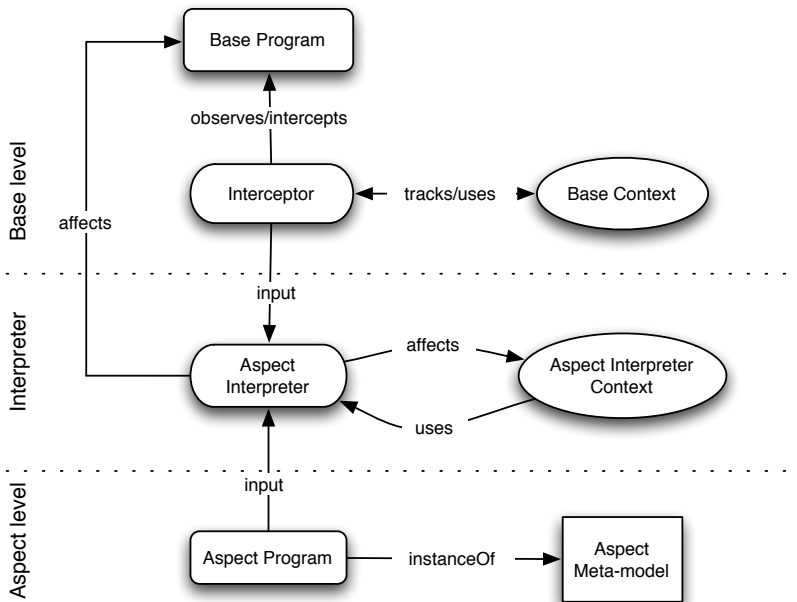 Base Program
observes/intercepts
Base level
Interceptor
tracks/uses
Base Context
affects
input
Interpreter
Aspect
Interpreter
affects
Aspect Interpreter
Context
uses
input
Aspect level
Aspect Program
instanceOf
Aspect
Meta-model